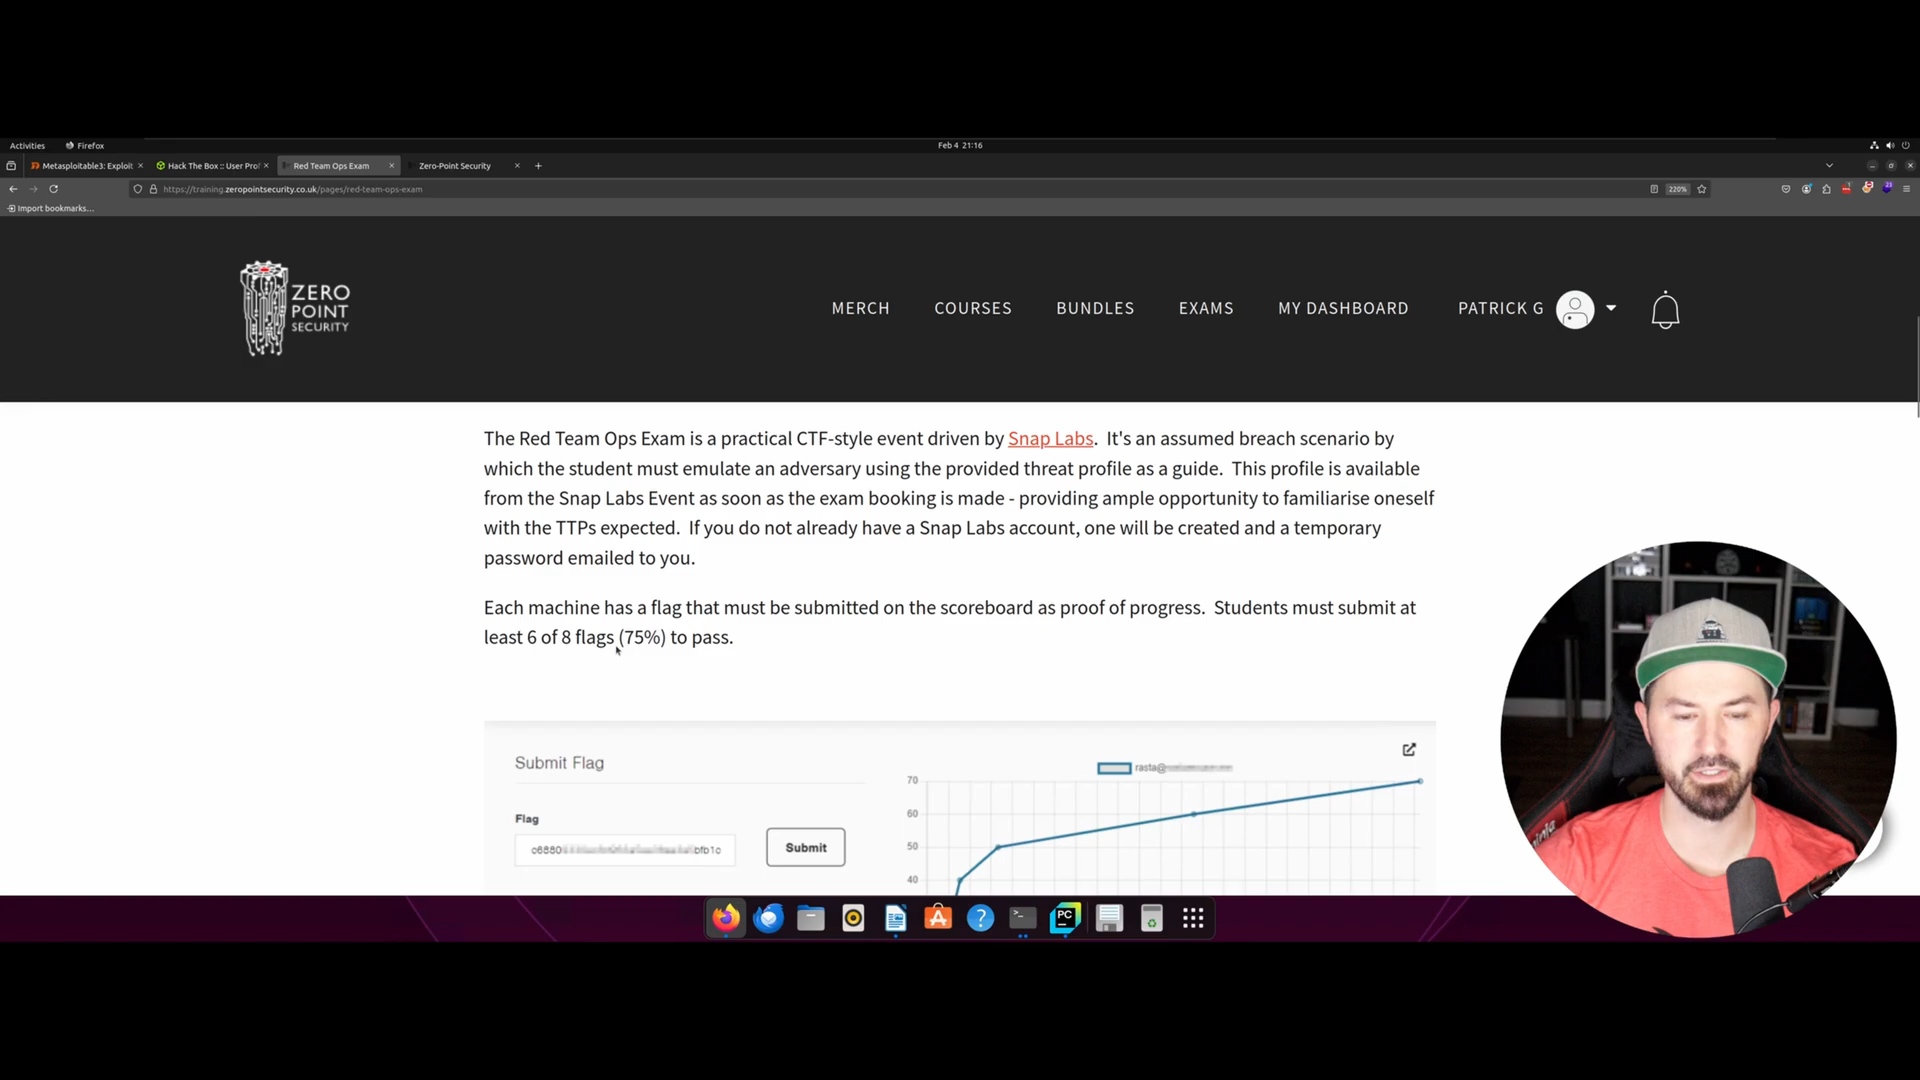 Activities
Firefox
Feb 4 21:16
Metasploitable3: Exploit
Hack The Box :: User Prof
Red Team Ops Exam
Zero-Point Security
https://training.zeropointsecurity.co.uk/pages/red-team-ops-exam
220%
Import bookmarks...
ZERO
POINT
SECURITY
MERCH
COURSES
BUNDLES
EXAMS
MY DASHBOARD
PATRICK G
The Red Team Ops Exam is a practical CTF-style event driven by Snap Labs. It's an assumed breach scenario by
which the student must emulate an adversary using the provided threat profile as a guide. This profile is available
from the Snap Labs Event as soon as the exam booking is made - providing ample opportunity to familiarise oneself
with the TTPs expected. If you do not already have a Snap Labs account, one will be created and a temporary
password emailed to you.
Each machine has a flag that must be submitted on the scoreboard as proof of progress. Students must submit at
least 6 of 8 flags (75%) to pass.
Submit Flag
Flag
c6880
bfb1c
Submit
rasta@
70
60
50
40
PC